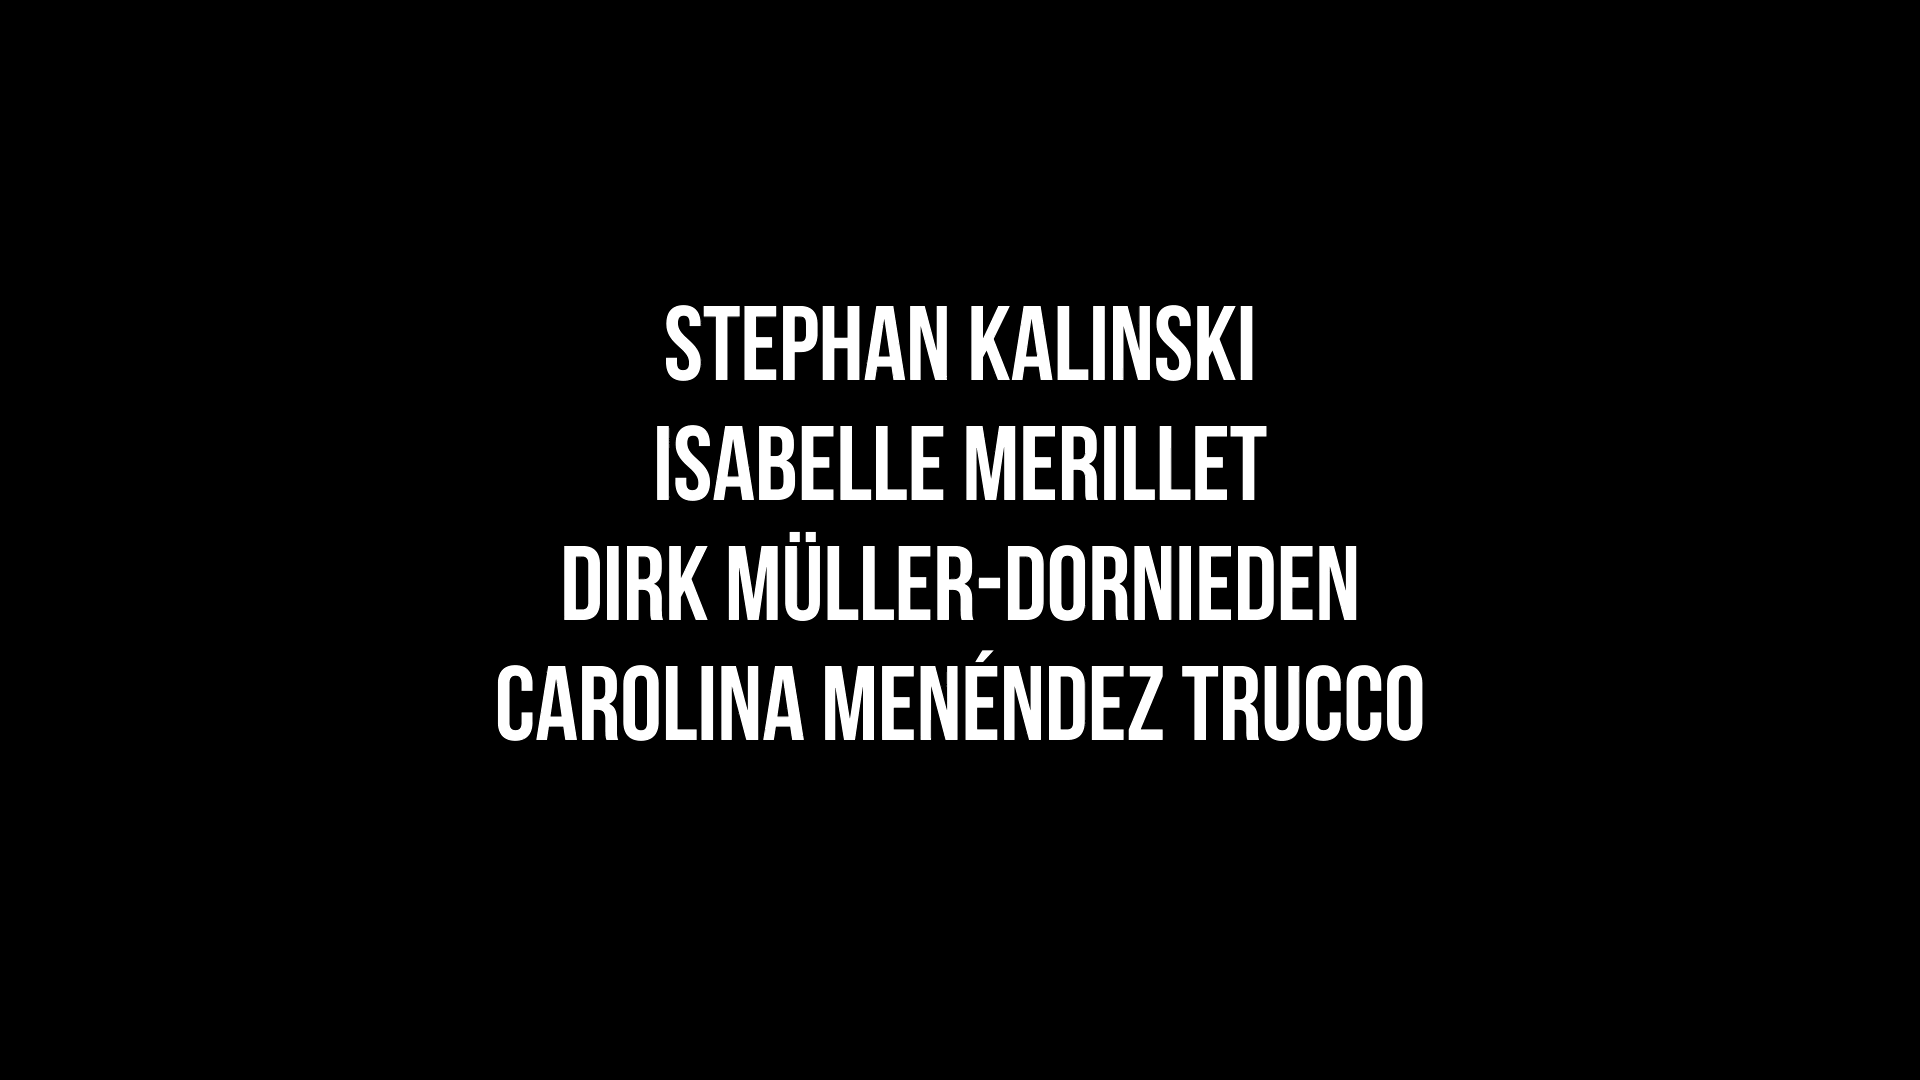 STEPHAN KALINSKI
ISABELLE MERILLET
DIRK MÜLLER-DORNIEDEN
CAROLINA MENÉNDEZ TRUCCO